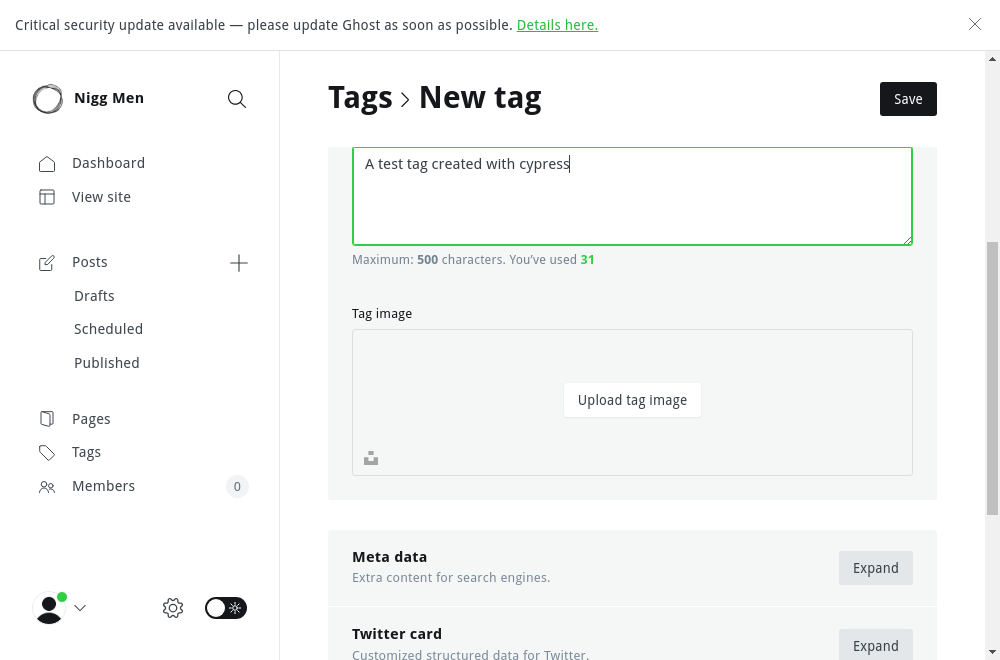 Critical security update available — please update Ghost as soon as possible. Details here.
Nigg Men
Dashboard
View site
Posts
Drafts
Scheduled
Published
Pages
Tags
Members 0
Tags > New tag
Save
A test tag created with cypress
Maximum: 500 characters. You’ve used 31
Tag image
Upload tag image
Meta data
Extra content for search engines.
Expand
Twitter card
Customized structured data for Twitter.
Expand